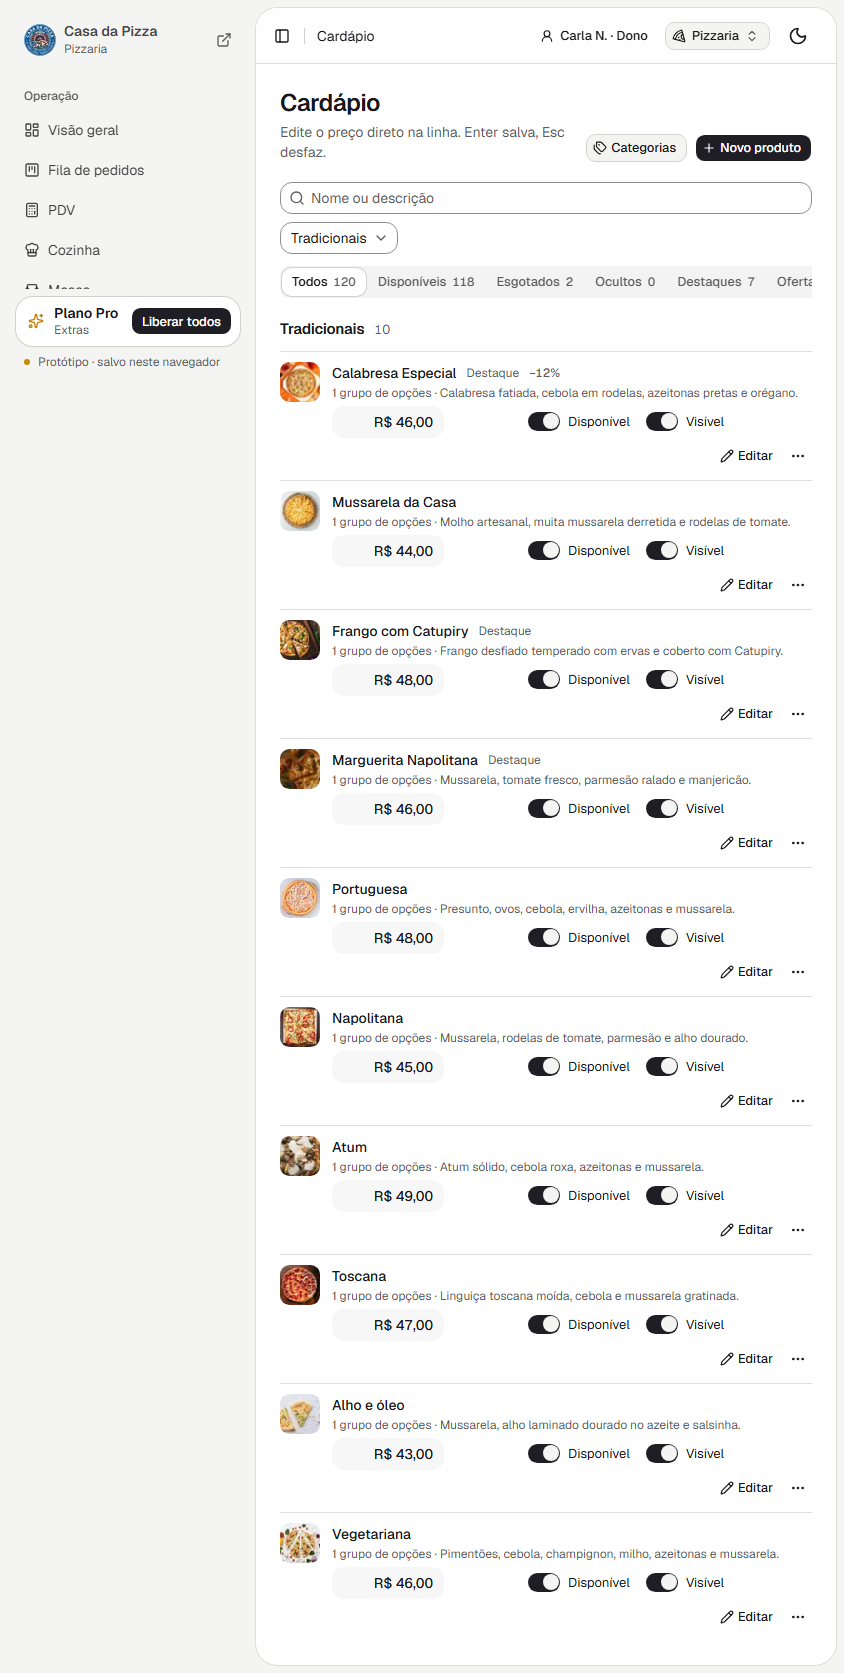 Casa da Pizza
Pizzaria
Operação
Visão geral
Fila de pedidos
PDV
Cozinha
Plano Pro
Extras
Liberar todos
Protótipo · salvo neste navegador
Cardápio
Carla N. · Dono
Pizzaria
Cardápio
Edite o preço direto na linha. Enter salva, Esc
desfaz.
Categorias
Novo produto
Nome ou descrição
Tradicionais
Todos 120 Disponíveis 118 Esgotados 2 Ocultos 0 Destaques 7 Oferta
Tradicionais 10
Calabresa Especial Destaque −12%
1 grupo de opções · Calabresa fatiada, cebola em rodelas, azeitonas pretas e orégano.
R$ 46,00 Disponível Visível
Editar
Mussarela da Casa
1 grupo de opções · Molho artesanal, muita mussarela derretida e rodelas de tomate.
R$ 44,00 Disponível Visível
Editar
Frango com Catupiry Destaque
1 grupo de opções · Frango desfiado temperado com ervas e coberto com Catupiry.
R$ 48,00 Disponível Visível
Editar
Marguerita Napolitana Destaque
1 grupo de opções · Mussarela, tomate fresco, parmesão ralado e manjericão.
R$ 46,00 Disponível Visível
Editar
Portuguesa
1 grupo de opções · Presunto, ovos, cebola, ervilha, azeitonas e mussarela.
R$ 48,00 Disponível Visível
Editar
Napolitana
1 grupo de opções · Mussarela, rodelas de tomate, parmesão e alho dourado.
R$ 45,00 Disponível Visível
Editar
Atum
1 grupo de opções · Atum sólido, cebola roxa, azeitonas e mussarela.
R$ 49,00 Disponível Visível
Editar
Toscana
1 grupo de opções · Linguiça toscana moída, cebola e mussarela gratinada.
R$ 47,00 Disponível Visível
Editar
Alho e óleo
1 grupo de opções · Mussarela, alho laminado dourado no azeite e salsinha.
R$ 43,00 Disponível Visível
Editar
Vegetariana
1 grupo de opções · Pimentões, cebola, champignon, milho, azeitonas e mussarela.
R$ 46,00 Disponível Visível
Editar